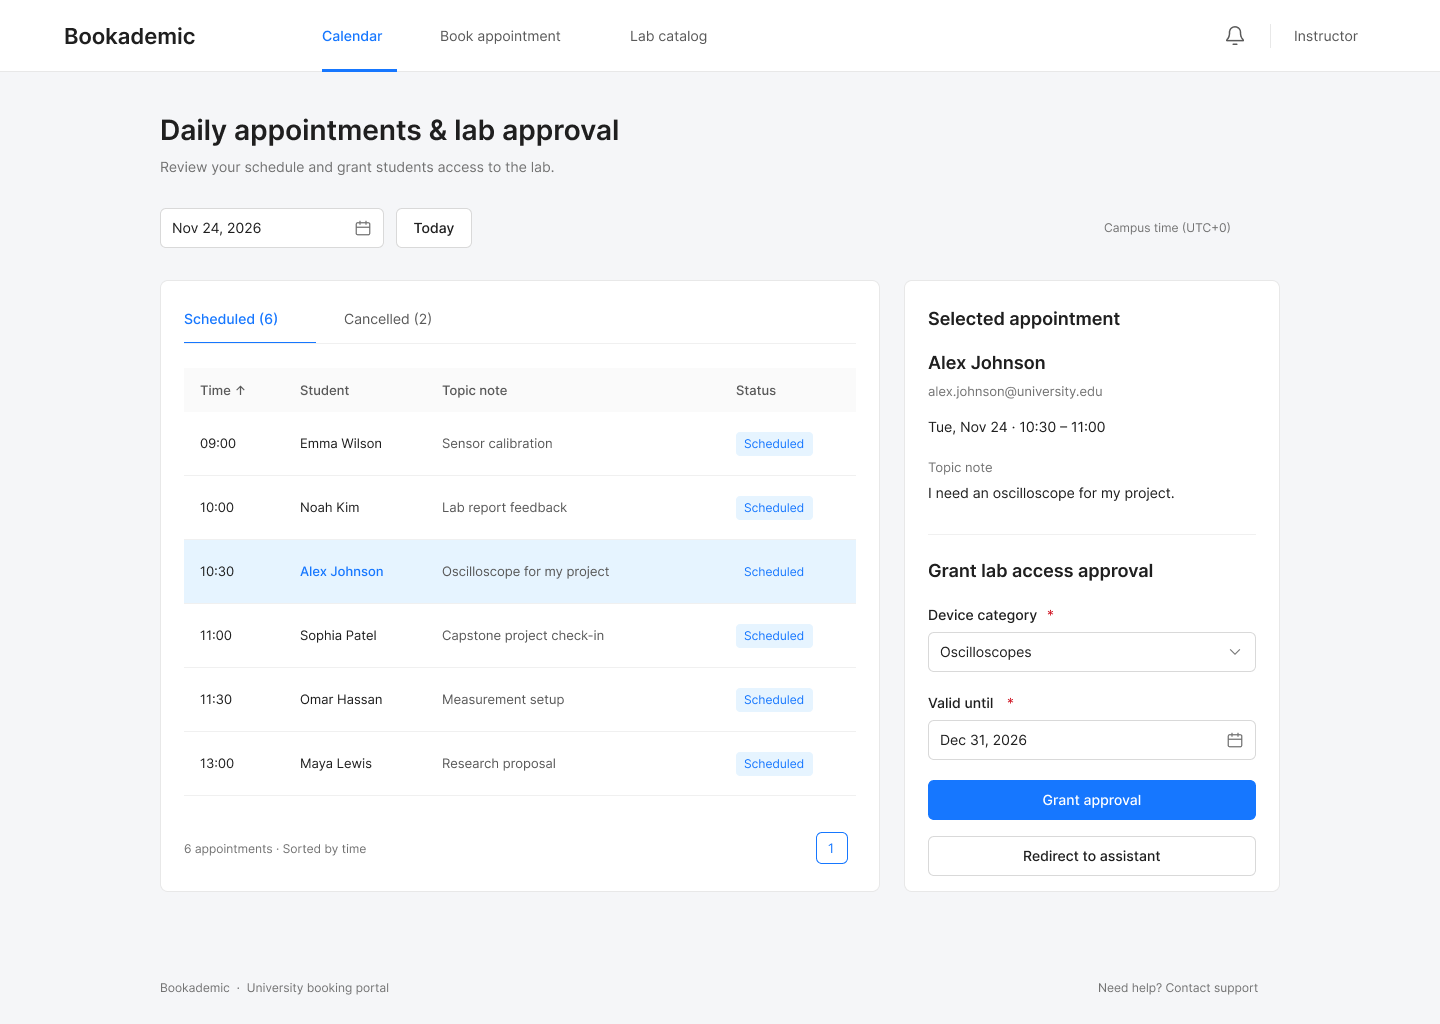 Bookademic
Calendar
Book appointment
Lab catalog
Instructor
Daily appointments & lab approval
Review your schedule and grant students access to the lab.
Nov 24, 2026
Today
Campus time (UTC+0)
Scheduled (6)
Cancelled (2)
Time ↑ Student Topic note Status
09:00 Emma Wilson Sensor calibration Scheduled
10:00 Noah Kim Lab report feedback Scheduled
10:30 Alex Johnson Oscilloscope for my project Scheduled
11:00 Sophia Patel Capstone project check-in Scheduled
11:30 Omar Hassan Measurement setup Scheduled
13:00 Maya Lewis Research proposal Scheduled
6 appointments · Sorted by time
1
Selected appointment
Alex Johnson
alex.johnson@university.edu
Tue, Nov 24 · 10:30 – 11:00
Topic note
I need an oscilloscope for my project.
Grant lab access approval
Device category *
Oscilloscopes
Valid until *
Dec 31, 2026
Grant approval
Redirect to assistant
Bookademic · University booking portal
Need help? Contact support